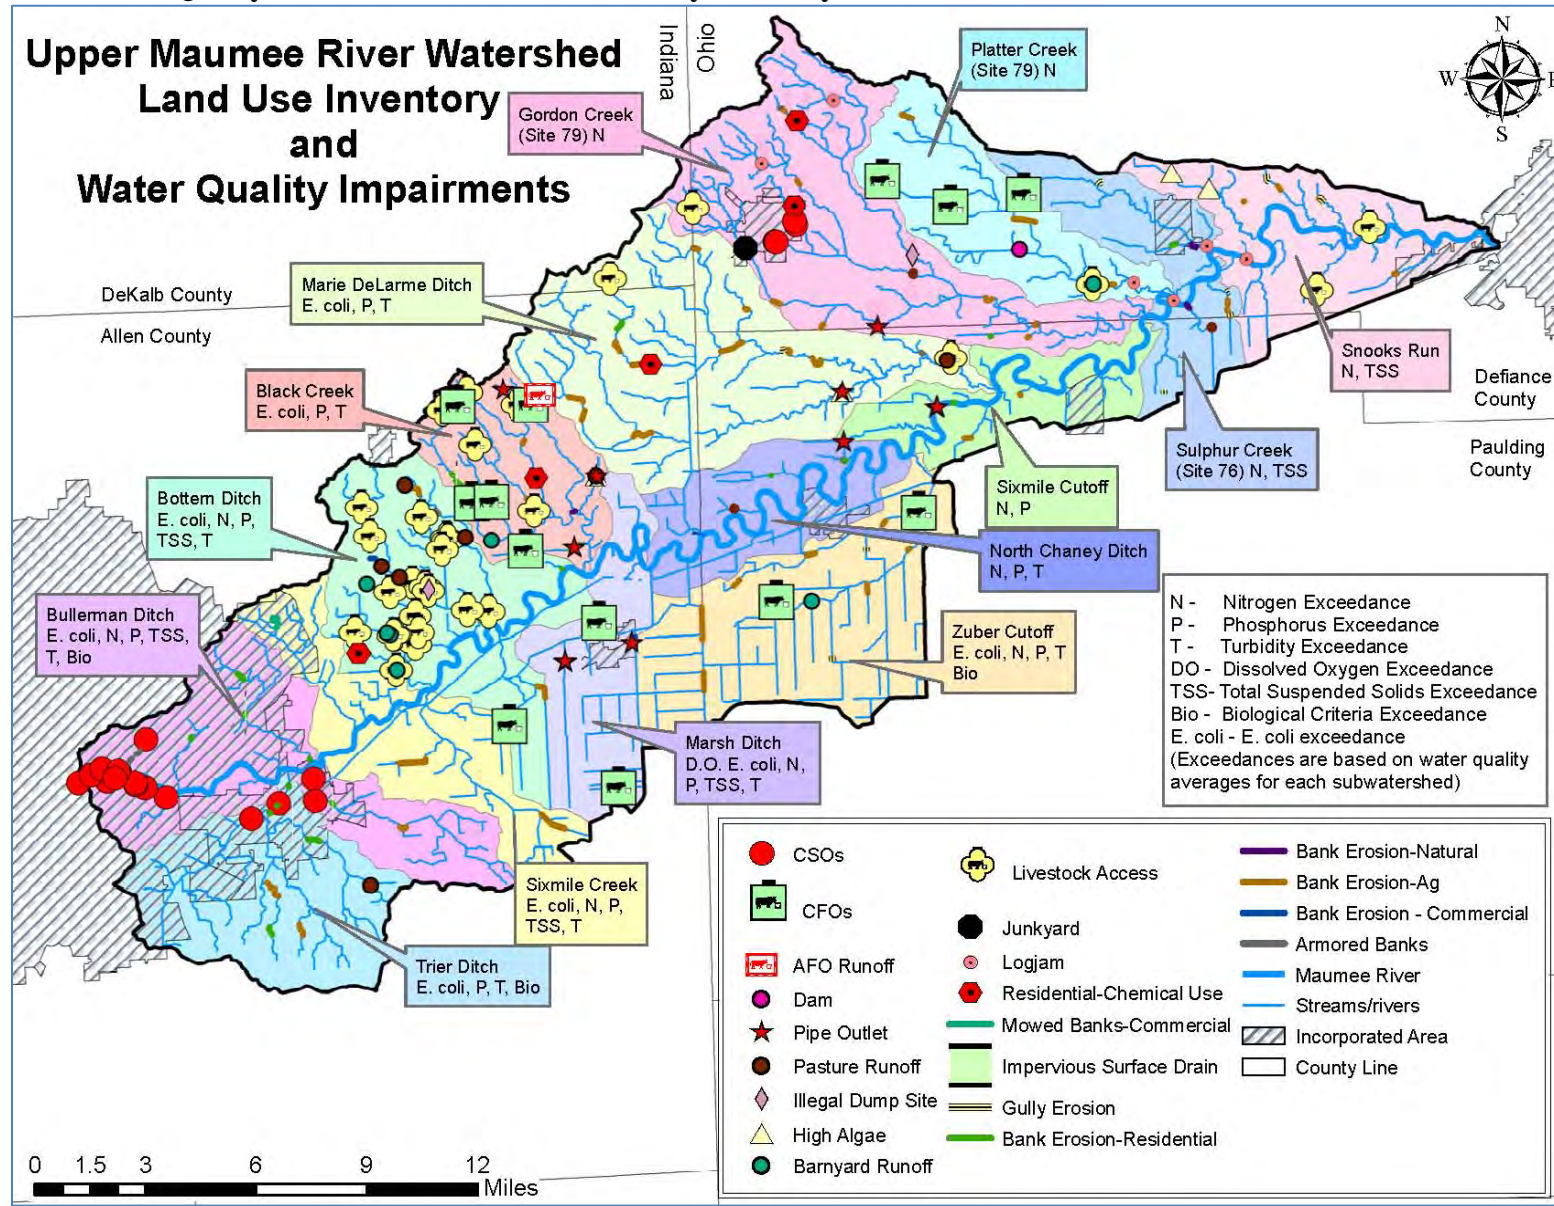 Upper Maumee River Watershed
Land Use Inventory
and
Water Quality Impairments
Indiana
Ohio
N
W
S
Platter Creek
(Site 79) N
Gordon Creek
(Site 79) N
Marie DeLarme Ditch
E. coli, P, T
DeKalb County
Allen County
Black Creek
E. coli, P, T
Snooks Run
N, TSS
Defiance
County
Paulding
County
Sulphur Creek
(Site 76) N, TSS
Sixmile Cutoff
N, P
Bottern Ditch
E. coli, N, P,
TSS, T
North Chaney Ditch
N, P, T
Bullerman Ditch
E. coli, N, P, TSS,
T, Bio
Zuber Cutoff
E. coli, N, P, T
Bio
Marsh Ditch
D.O. E. coli, N,
P, TSS, T
Sixmile Creek
E. coli, N, P,
TSS, T
Trier Ditch
E. coli, P, T, Bio
N - Nitrogen Exceedance
P - Phosphorus Exceedance
T - Turbidity Exceedance
DO - Dissolved Oxygen Exceedance
TSS- Total Suspended Solids Exceedance
Bio - Biological Criteria Exceedance
E. coli - E. coli exceedance
(Exceedances are based on water quality
averages for each subwatershed)
CSOs
CFOs
AFO Runoff
Dam
Pipe Outlet
Pasture Runoff
Illegal Dump Site
High Algae
Barnyard Runoff
Livestock Access
Junkyard
Logjam
Residential-Chemical Use
Mowed Banks-Commercial
Impervious Surface Drain
Gully Erosion
Bank Erosion-Residential
Bank Erosion-Natural
Bank Erosion-Ag
Bank Erosion - Commercial
Armored Banks
Maumee River
Streams/rivers
Incorporated Area
County Line
0 1.5 3 6 9 12
Miles